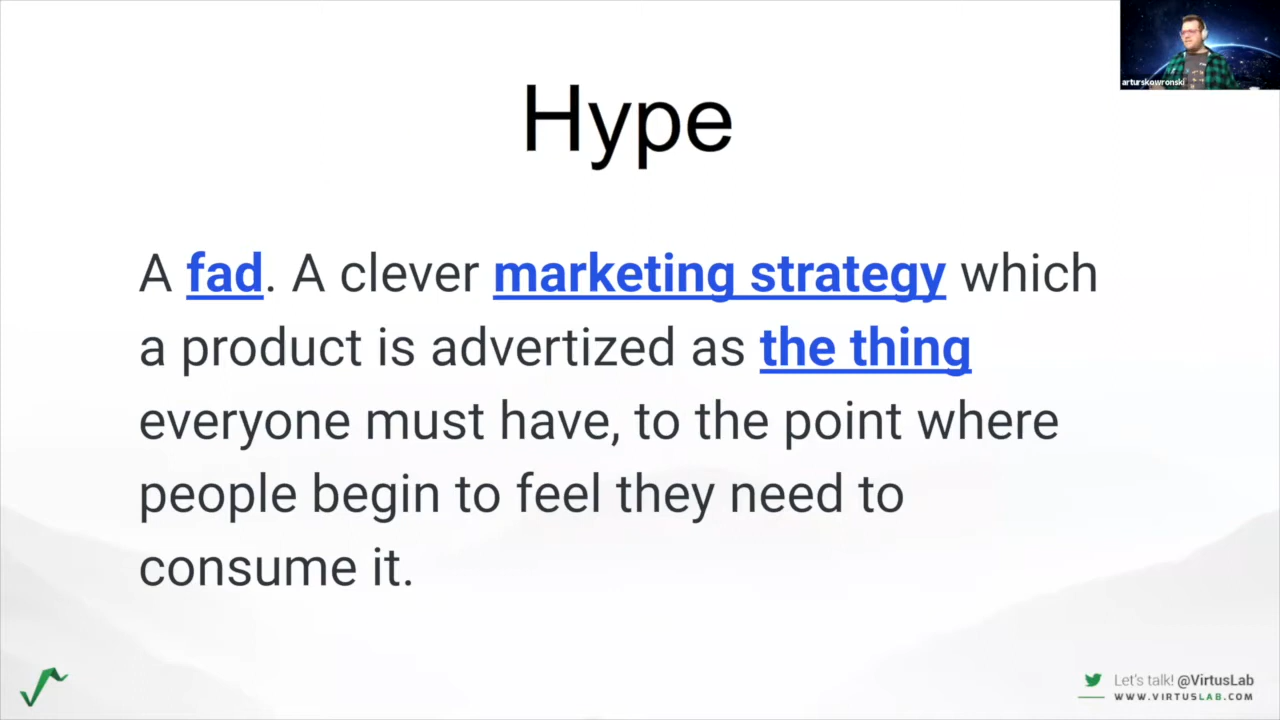 arturskowronski
Hype
A fad. A clever marketing strategy which
a product is advertized as the thing
everyone must have, to the point where
people begin to feel they need to
consume it.
Let's talk! @VirtusLab
WWW.VIRTUSLAB.COM